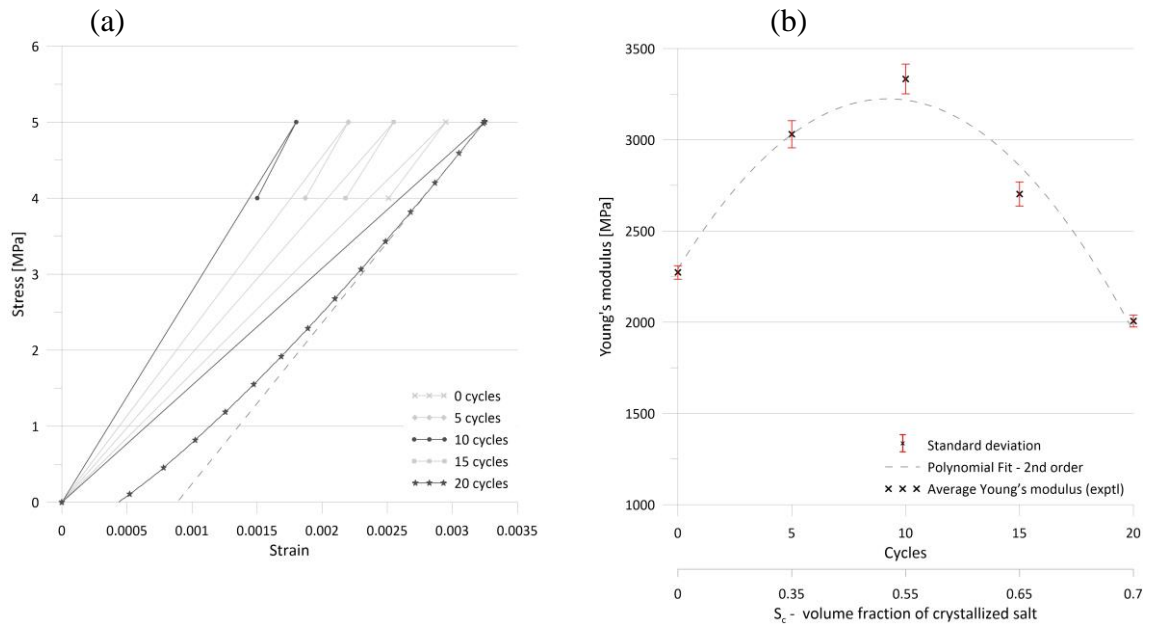 (a)
6
5
4
3
2
1
0
Stress [MPa]
0 0.0005 0.001 0.0015 0.002 0.0025 0.003 0.0035
Strain
0 cycles
5 cycles
10 cycles
15 cycles
20 cycles
(b)
3500
3000
2500
2000
1500
1000
Young's modulus [MPa]
Standard deviation
Polynomial Fit - 2nd order
Average Young's modulus (exptl)
0 5 10 15 20
Cycles
0 0.35 0.55 0.65 0.7
Sc - volume fraction of crystallized salt